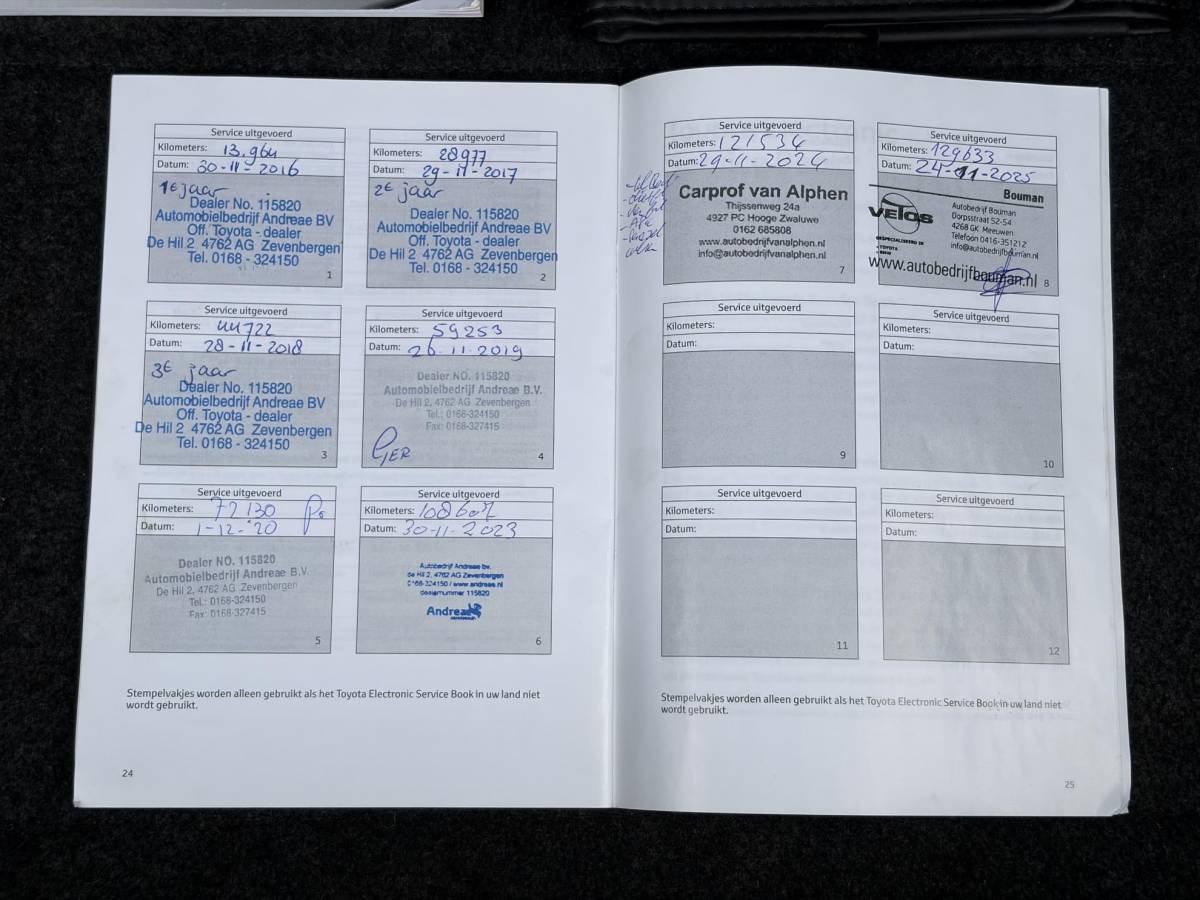 Service uitgevoerd
Kilometers: 13.964
Datum: 30-11-2016
1e jaar
Dealer No. 115820
Automobielbedrijf Andreae BV
Off. Toyota - dealer
De Hil 2 4762 AG Zevenbergen
Tel. 0168 - 324150
1
Service uitgevoerd
Kilometers: 28977
Datum: 29-11-2017
2e jaar
Dealer No. 115820
Automobielbedrijf Andreae BV
Off. Toyota - dealer
De Hil 2 4762 AG Zevenbergen
Tel. 0168 - 324150
2
Service uitgevoerd
Kilometers: 44722
Datum: 28-11-2018
3e jaar
Dealer No. 115820
Automobielbedrijf Andreae BV
Off. Toyota - dealer
De Hil 2 4762 AG Zevenbergen
Tel. 0168 - 324150
3
Service uitgevoerd
Kilometers: 59253
Datum: 26.11.2019
Dealer NO. 115820
Automobielbedrijf Andreae B.V.
De Hil 2, 4762 AG Zevenbergen
Tel.: 0168-324150
Fax: 0168-327415
GER
4
Service uitgevoerd
Kilometers: 72130
Datum: 1-12-'20
Dealer NO. 115820
Automobielbedrijf Andreae B.V.
De Hil 2, 4762 AG Zevenbergen
Tel.: 0168-324150
Fax: 0168-327415
5
Service uitgevoerd
Kilometers: 108607
Datum: 30-11-2023
Autobedrijf Andreae bv.
de Hil 2, 4762 AG Zevenbergen
0168-324150 / www.andreae.nl
dealernummer 115820
Andreae
6
Stempelvakjes worden alleen gebruikt als het Toyota Electronic Service Book in uw land niet
wordt gebruikt.
24
Service uitgevoerd
Kilometers: 121534
Datum: 29-11-2024
Carprof van Alphen
Thijssenweg 24a
4927 PC Hooge Zwaluwe
0162 685808
www.autobedrijfvanalphen.nl
info@autobedrijfvanalphen.nl
7
Service uitgevoerd
Kilometers: 129633
Datum: 24-11-2025
Bouman
VELOS
Autobedrijf Bouman
Dorpsstraat 52-54
4268 GK Meeuwen
Telefoon 0416-351212
info@autobedrijfbouman.nl
GESPECIALISEERD IN
• TOYOTA
www.autobedrijfbouman.nl
8
Service uitgevoerd
Kilometers:
Datum:
9
Service uitgevoerd
Kilometers:
Datum:
10
Service uitgevoerd
Kilometers:
Datum:
11
Service uitgevoerd
Kilometers:
Datum:
12
Stempelvakjes worden alleen gebruikt als het Toyota Electronic Service Book in uw land niet
wordt gebruikt.
25